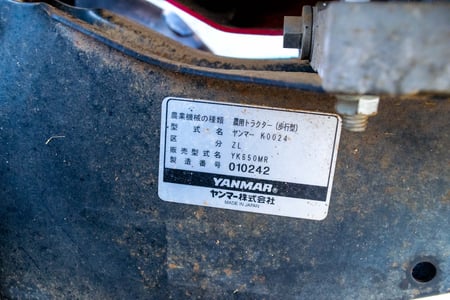 農業機械の種類 農用トラクター(歩行型)
型式名 ヤンマー K0024
区分 ZL
販売型式名 YK650MR
製造番号 010242
YANMAR®
ヤンマー株式会社
MADE IN JAPAN